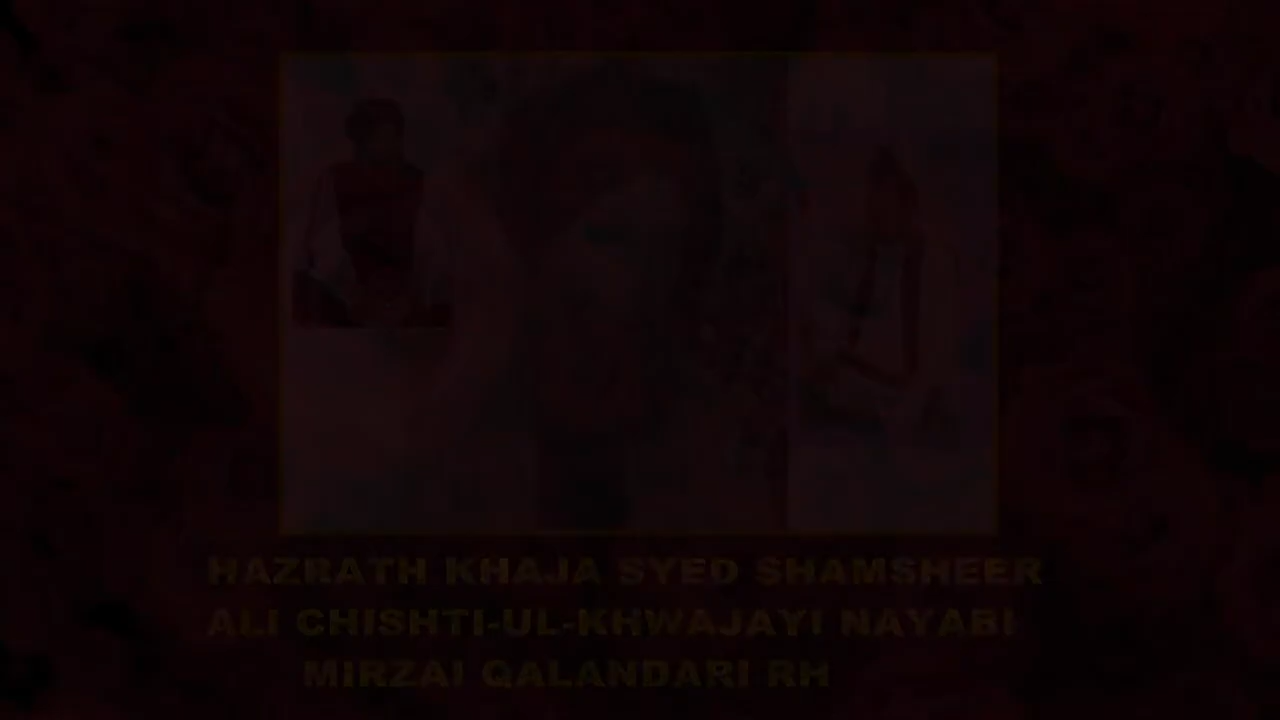 HAZRATH KHAJA SYED SHAMSHEER
ALI CHISHTI-UL-KHWAJAYI NAYABI
MIRZAI QALANDARI RH